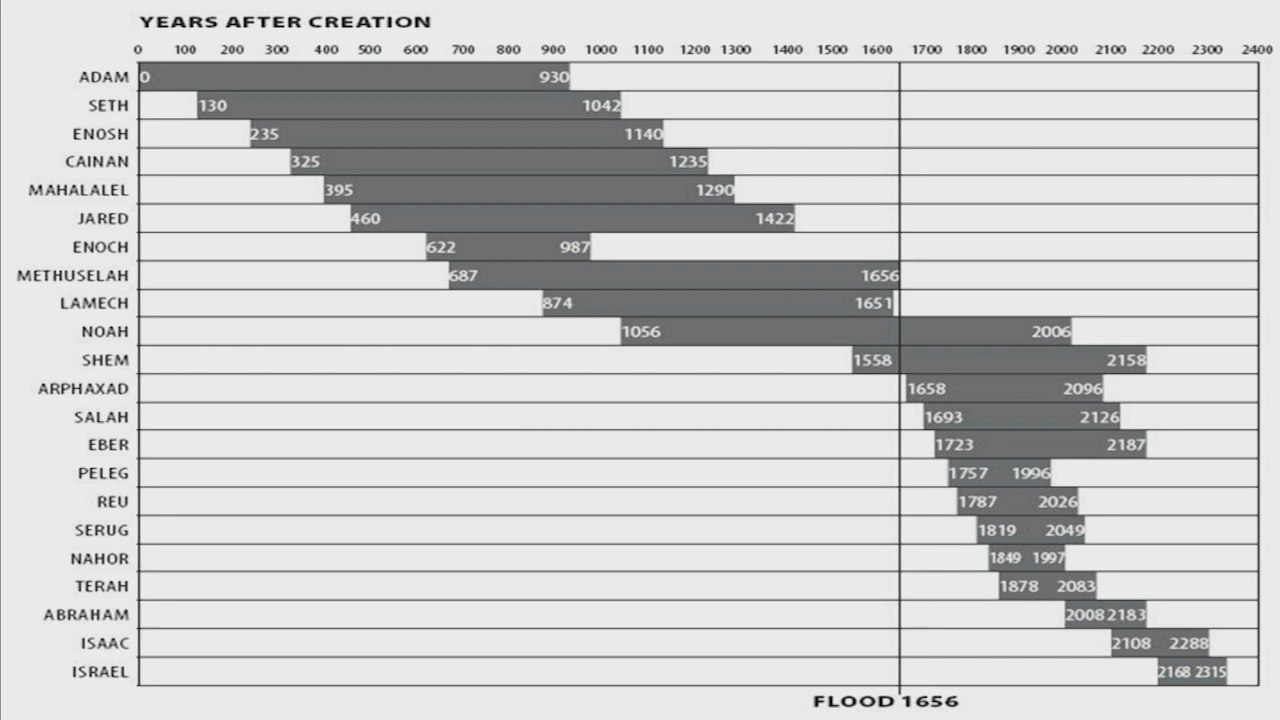 YEARS AFTER CREATION
0 100 200 300 400 500 600 700 800 900 1000 1100 1200 1300 1400 1500 1600 1700 1800 1900 2000 2100 2200 2300 2400
ADAM 0 930
SETH 130 1042
ENOSH 235 1140
CAINAN 325 1235
MAHALALEL 395 1290
JARED 460 1422
ENOCH 622 987
METHUSELAH 687 1656
LAMECH 874 1651
NOAH 1056 2006
SHEM 1558 2158
ARPHAXAD 1658 2096
SALAH 1693 2126
EBER 1723 2187
PELEG 1757 1996
REU 1787 2026
SERUG 1819 2049
NAHOR 1849 1997
TERAH 1878 2083
ABRAHAM 2008 2183
ISAAC 2108 2288
ISRAEL 2168 2315
FLOOD 1656